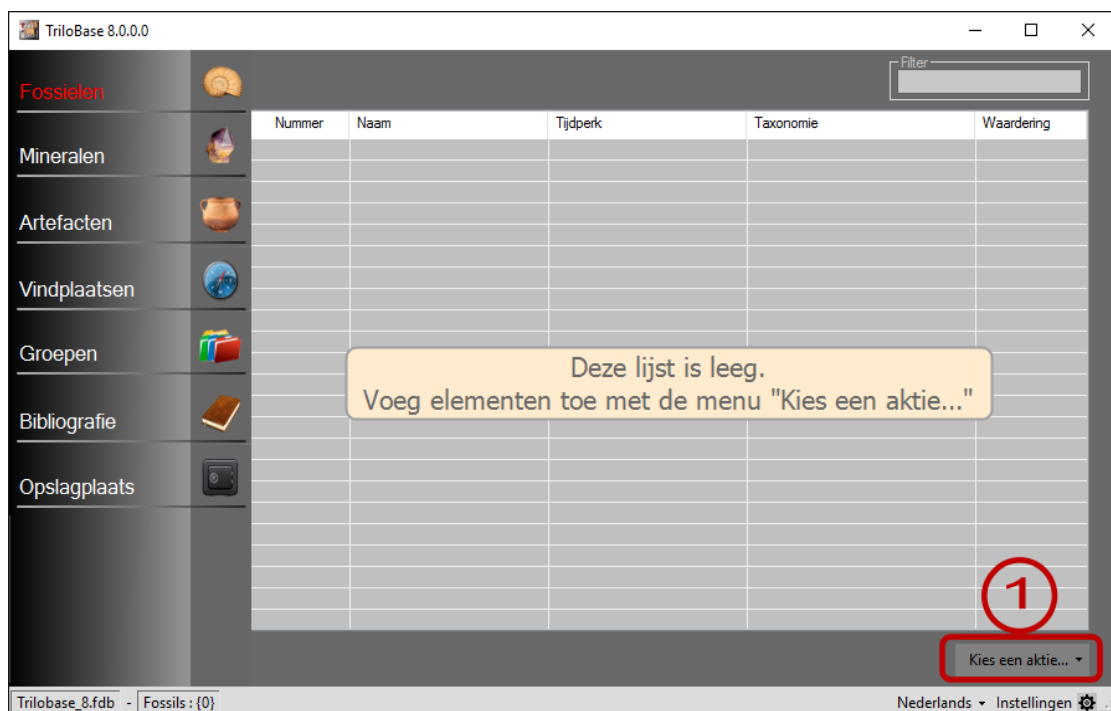 TriloBase 8.0.0.0
Fossielen
Filter
Nummer Naam Tijdperk Taxonomie Waardering
Mineralen
Artefacten
Vindplaatsen
Groepen
Bibliografie
Opslagplaats
Deze lijst is leeg.
Voeg elementen toe met de menu "Kies een aktie..."
1
Kies een aktie...
Trilobase_8.fdb - Fossils : {0}
Nederlands Instellingen